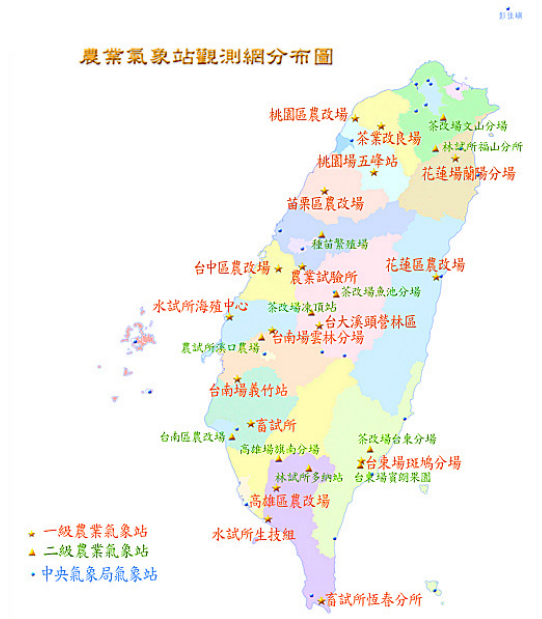 彭佳嶼
農業氣象站觀測網分布圖
桃園區農改場
茶改場文山分場
茶業改良場
林試所福山分所
桃園場五峰站
花蓮場蘭陽分場
苗栗區農改場
種苗繁殖場
台中區農改場
花蓮區農改場
農業試驗所
茶改場魚池分場
水試所海殖中心
茶改場凍頂站
台大溪頭營林區
台南場雲林分場
農試所溪口農場
台南場義竹站
畜試所
台南區農改場
茶改場台東分場
高雄場旗南分場
台東場斑鳩分場
林試所多納站
台東場賓朗果園
高雄區農改場
水試所生技組
一級農業氣象站
二級農業氣象站
中央氣象局氣象站
畜試所恆春分所